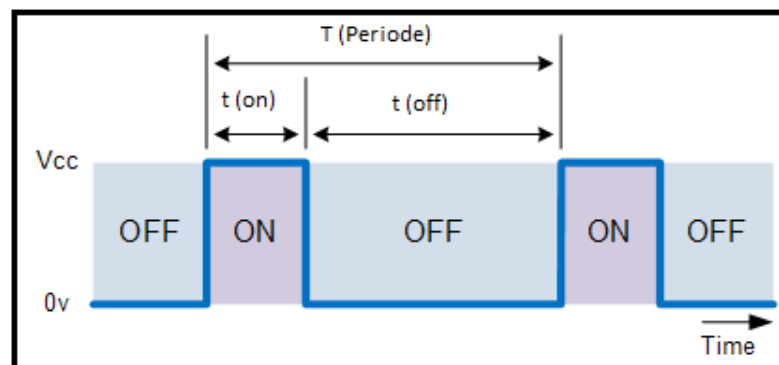 T (Periode)
t (on)
t (off)
Vcc
OFF
ON
OFF
ON
OFF
0v
Time